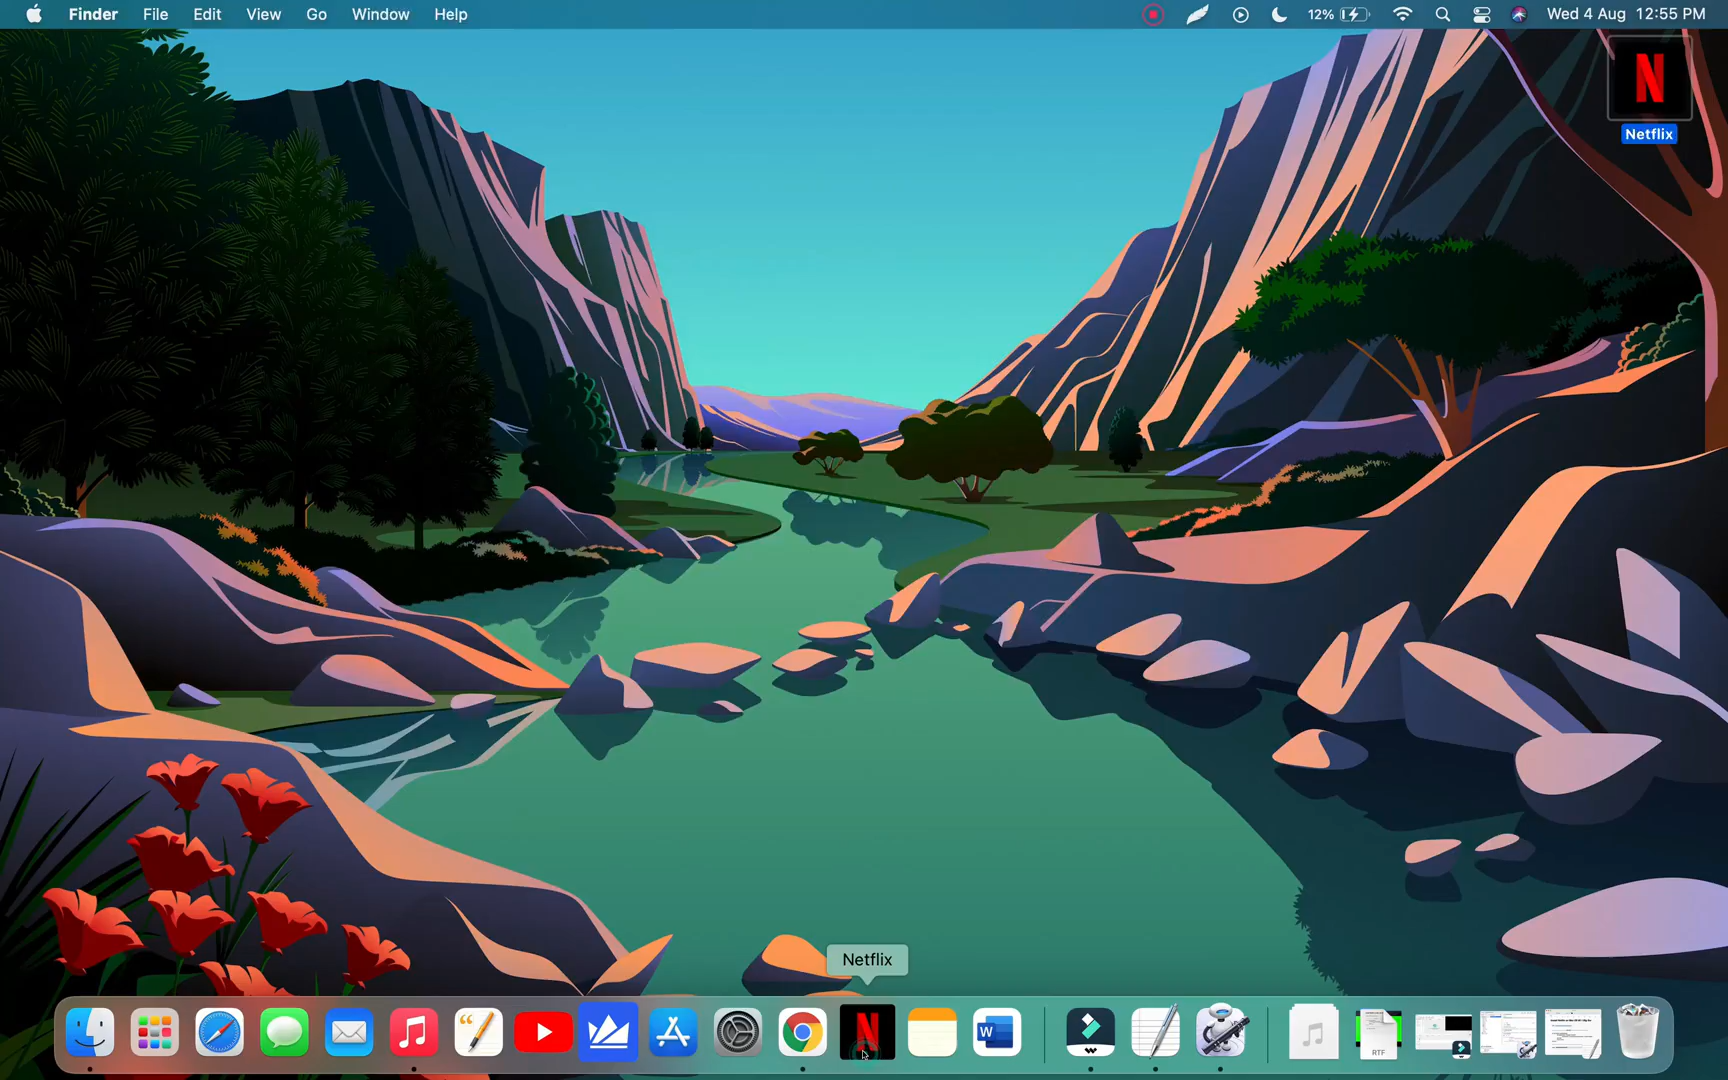 Finder File Edit View Go Window Help 12% Wed 4 Aug 12:55 PM
N
Netflix
Netflix
N
W
RTF